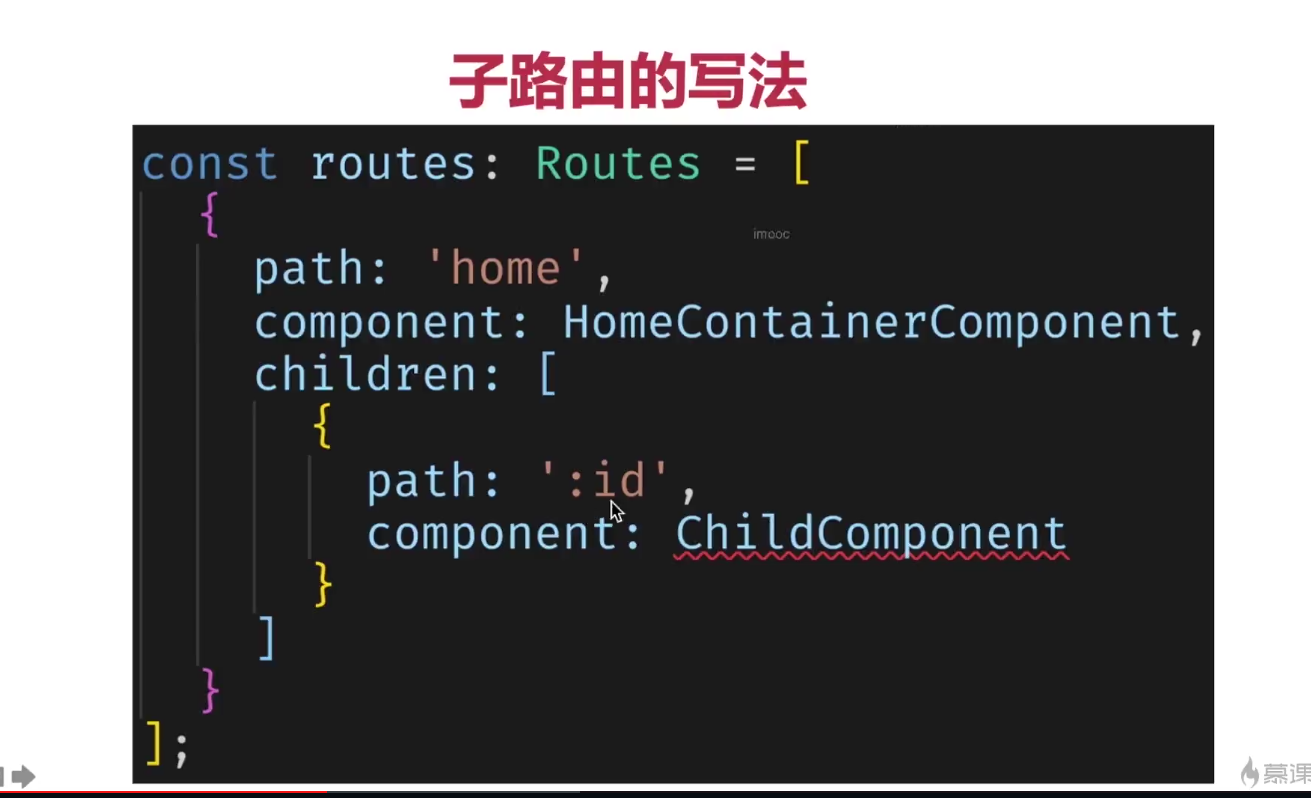 子路由的写法
const routes: Routes = [
{
imooc
path: 'home',
component: HomeContainerComponent,
children: [
{
path: ':id',
component: ChildComponent
}
]
}
];
慕课